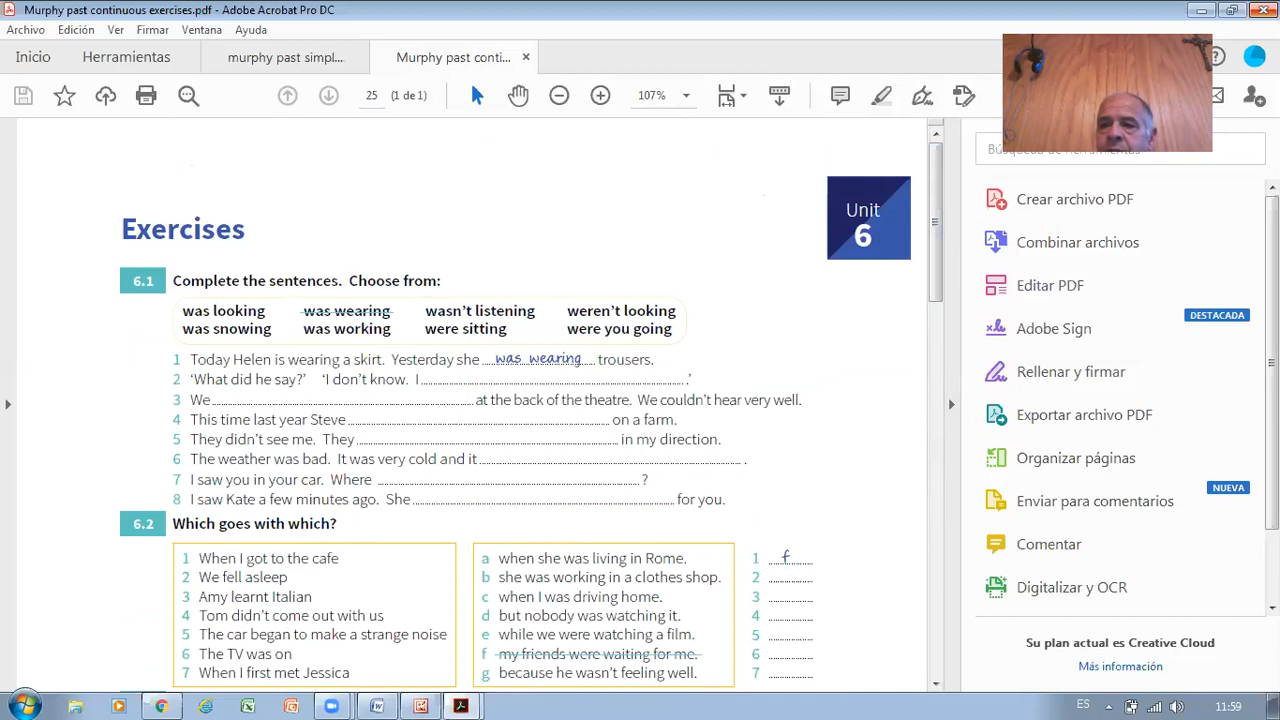 Murphy past continuous exercises.pdf - Adobe Acrobat Pro DC
Archivo Edición Ver Firmar Ventana Ayuda
Inicio Herramientas murphy past simpl... Murphy past conti... ×
25 (1 de 1) 107%
Búsqueda de herramientas
Crear archivo PDF
Combinar archivos
Editar PDF
DESTACADA
Adobe Sign
Rellenar y firmar
Exportar archivo PDF
Organizar páginas
NUEVA
Enviar para comentarios
Comentar
Digitalizar y OCR
Su plan actual es Creative Cloud
Más información
Unit
6
Exercises
6.1 Complete the sentences. Choose from:
was looking was wearing wasn't listening weren't looking
was snowing was working were sitting were you going
1 Today Helen is wearing a skirt. Yesterday she was wearing trousers.
2 ‘What did he say?’ ‘I don't know. I .................... .’
3 We .................... at the back of the theatre. We couldn't hear very well.
4 This time last year Steve .................... on a farm.
5 They didn't see me. They .................... in my direction.
6 The weather was bad. It was very cold and it .................... .
7 I saw you in your car. Where .................... ?
8 I saw Kate a few minutes ago. She .................... for you.
6.2 Which goes with which?
1 When I got to the cafe
2 We fell asleep
3 Amy learnt Italian
4 Tom didn't come out with us
5 The car began to make a strange noise
6 The TV was on
7 When I first met Jessica
a when she was living in Rome.
b she was working in a clothes shop.
c when I was driving home.
d but nobody was watching it.
e while we were watching a film.
f my friends were waiting for me.
g because he wasn't feeling well.
1 f
2
3
4
5
6
7
ES 11:59